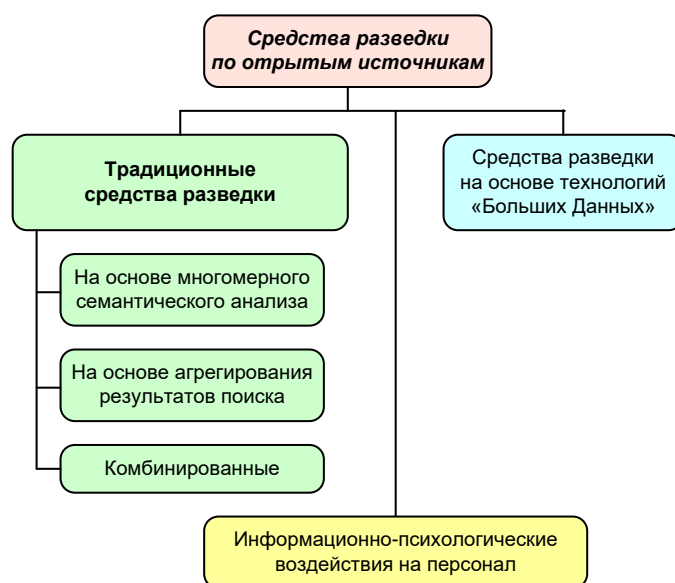 Средства разведки
по отрытым источникам
Традиционные
средства разведки
Средства разведки
на основе технологий
«Больших Данных»
На основе многомерного
семантического анализа
На основе агрегирования
результатов поиска
Комбинированные
Информационно-психологические
воздействия на персонал